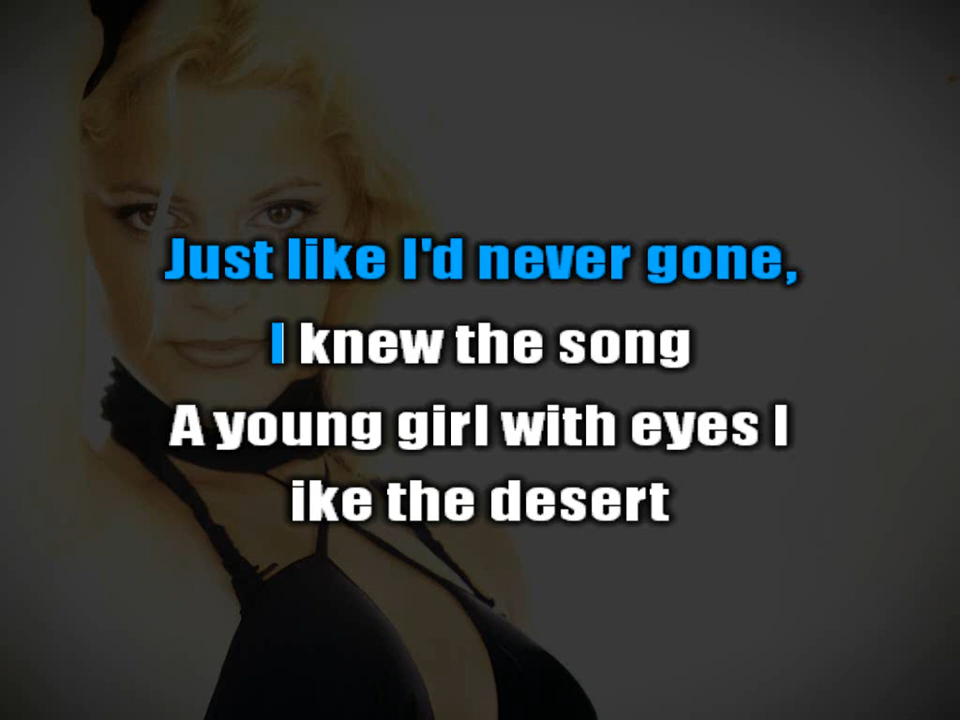 Just like I'd never gone,
I knew the song
A young girl with eyes l
ike the desert